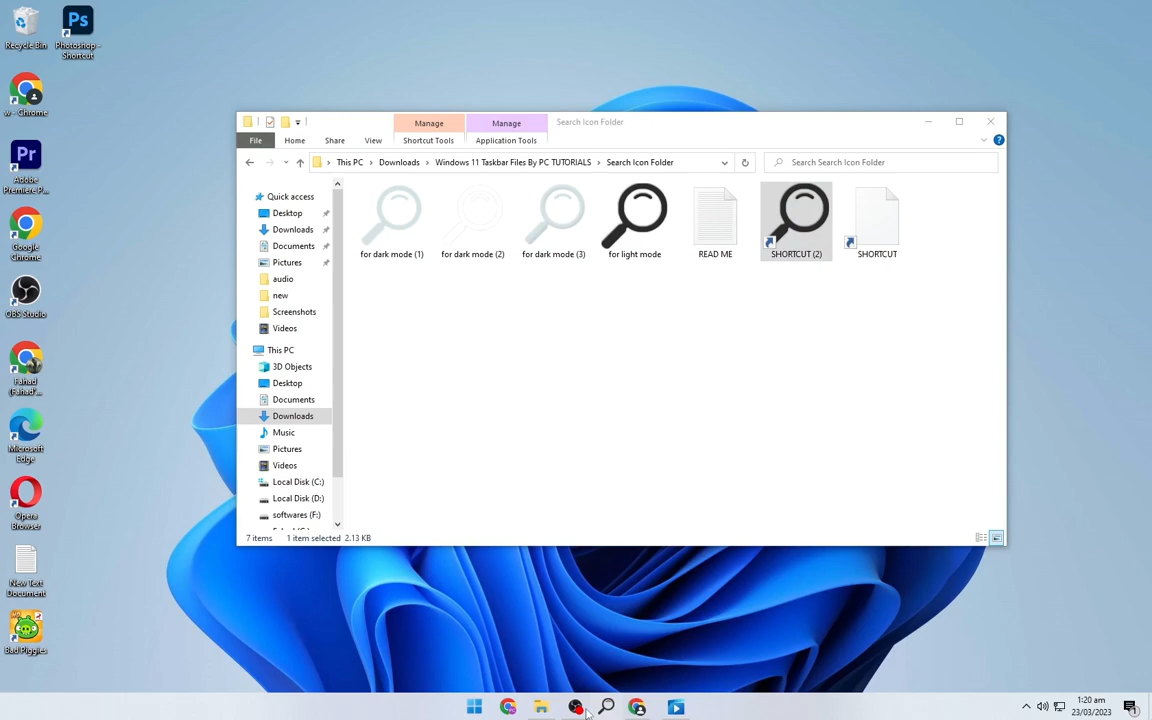 Recycle Bin
Photoshop -
Shortcut
w - Chrome
Adobe
Premiere P...
Google
Chrome
OBS Studio
Fahad
(Fahad'...
Microsoft
Edge
Opera
Browser
New Text
Document
Bad Piggies
Manage
Manage
Search Icon Folder
File
Home
Share
View
Shortcut Tools
Application Tools
This PC
Downloads
Windows 11 Taskbar Files By PC TUTORIALS
Search Icon Folder
Search Search Icon Folder
Quick access
Desktop
Downloads
Documents
Pictures
audio
new
Screenshots
Videos
This PC
3D Objects
Desktop
Documents
Downloads
Music
Pictures
Videos
Local Disk (C:)
Local Disk (D:)
softwares (F:)
for dark mode (1)
for dark mode (2)
for dark mode (3)
for light mode
READ ME
SHORTCUT (2)
SHORTCUT
7 items
1 item selected 2.13 KB
1:20 am
23/03/2023